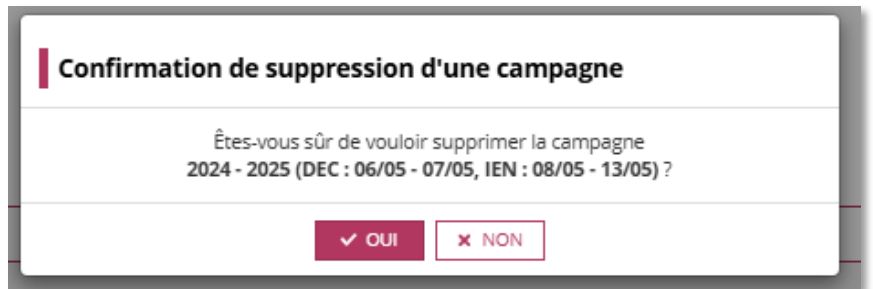 Confirmation de suppression d'une campagne
Êtes-vous sûr de vouloir supprimer la campagne
2024 - 2025 (DEC : 06/05 - 07/05, IEN : 08/05 - 13/05) ?
OUI
NON